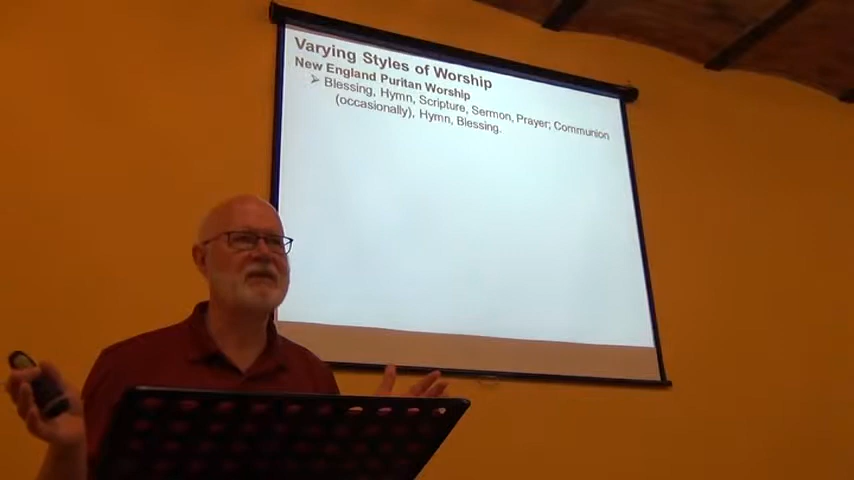 Varying Styles of Worship
New England Puritan Worship
➢ Blessing, Hymn, Scripture, Sermon, Prayer; Communion
(occasionally), Hymn, Blessing.